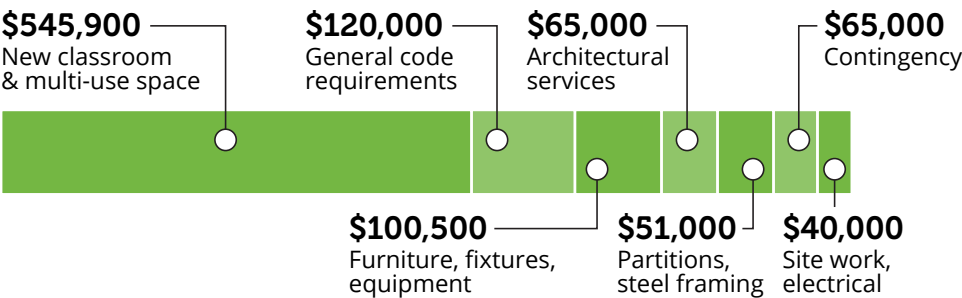 $545,900
New classroom
& multi-use space
$120,000
General code
requirements
$65,000
Architectural
services
$65,000
Contingency
$100,500
Furniture, fixtures,
equipment
$51,000
Partitions,
steel framing
$40,000
Site work,
electrical